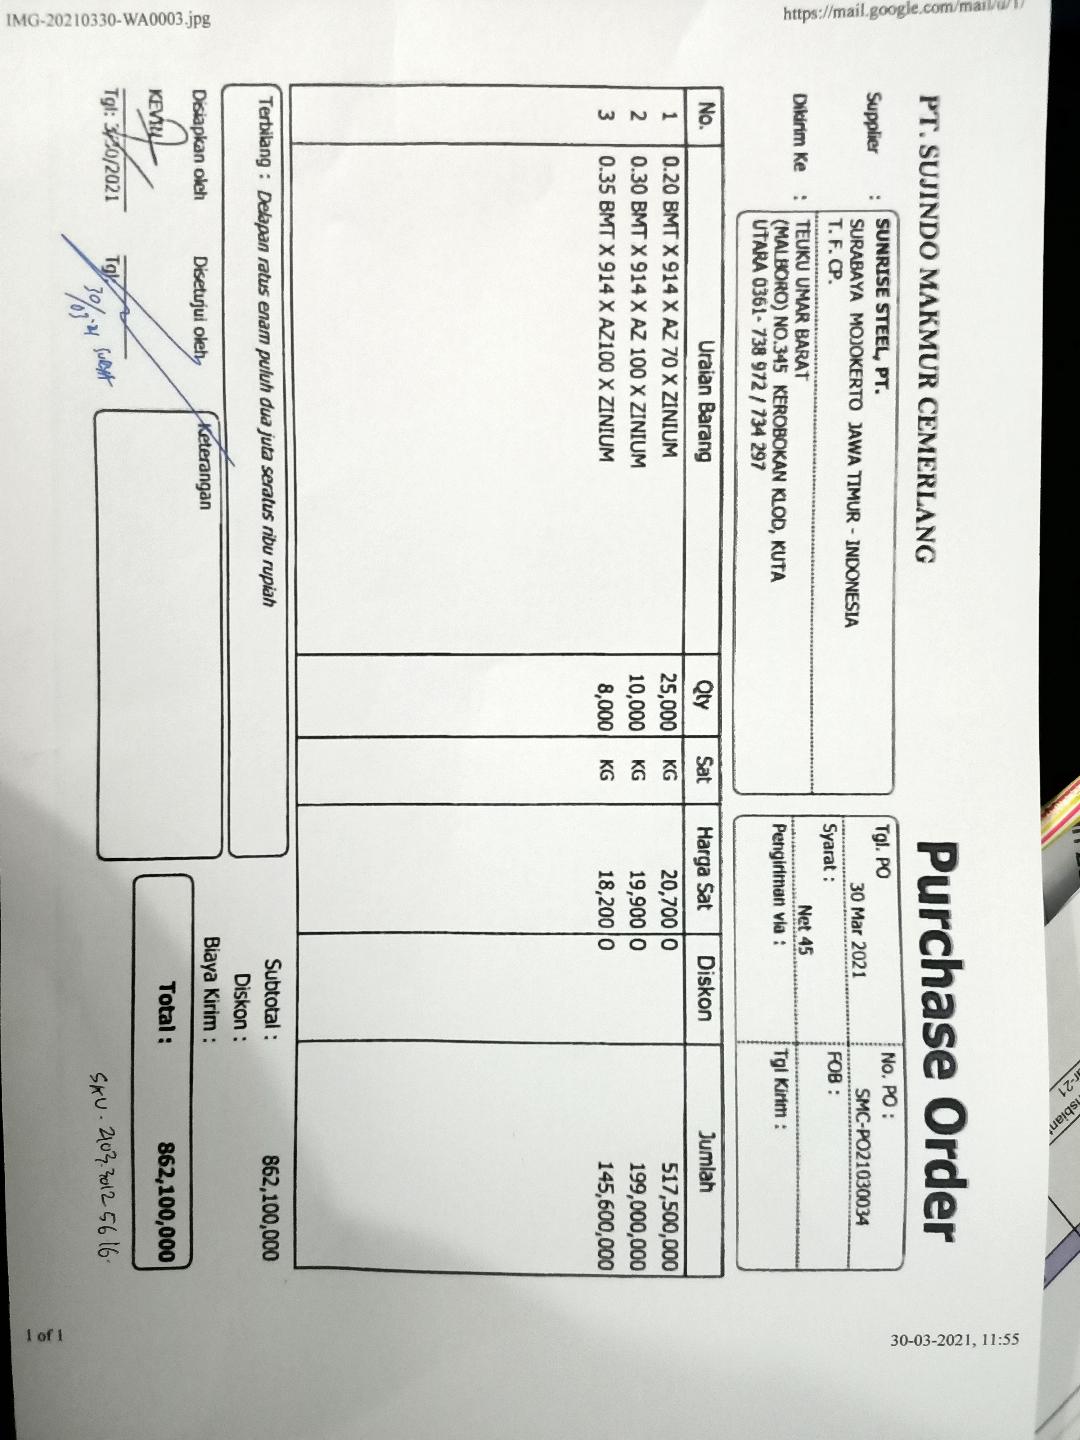 IMG-20210330-WA0003.jpg
https://mail.google.com/mail/u/1/
PT. SUJINDO MAKMUR CEMERLANG
Purchase Order
Supplier :
SUNRISE STEEL, PT.
SURABAYA MOJOKERTO JAWA TIMUR - INDONESIA
T. F. CP.
Dikirim Ke :
TEUKU UMAR BARAT
(MALBORO) NO.345 KEROBOKAN KLOD, KUTA
UTARA 0361- 738 972 / 734 297
Tgl. PO
30 Mar 2021
No. PO :
SMC-PO21030034
Syarat :
Net 45
FOB :
Pengiriman via :
Tgl Kirim :
No. Uraian Barang Qty Sat Harga Sat Diskon Jumlah
1 0.20 BMT X 914 X AZ 70 X ZINIUM 25,000 KG 20,700 0 517,500,000
2 0.30 BMT X 914 X AZ 100 X ZINIUM 10,000 KG 19,900 0 199,000,000
3 0.35 BMT X 914 X AZ100 X ZINIUM 8,000 KG 18,200 0 145,600,000
Terbilang : Delapan ratus enam puluh dua juta seratus ribu rupiah
Subtotal : 862,100,000
Diskon :
Biaya Kirim :
Total : 862,100,000
Disiapkan oleh
Disetujui oleh
Keterangan
KEVIN
Tgl: 3/30/2021
Tgl.
30/-21
/03
1 of 1
30-03-2021, 11:55